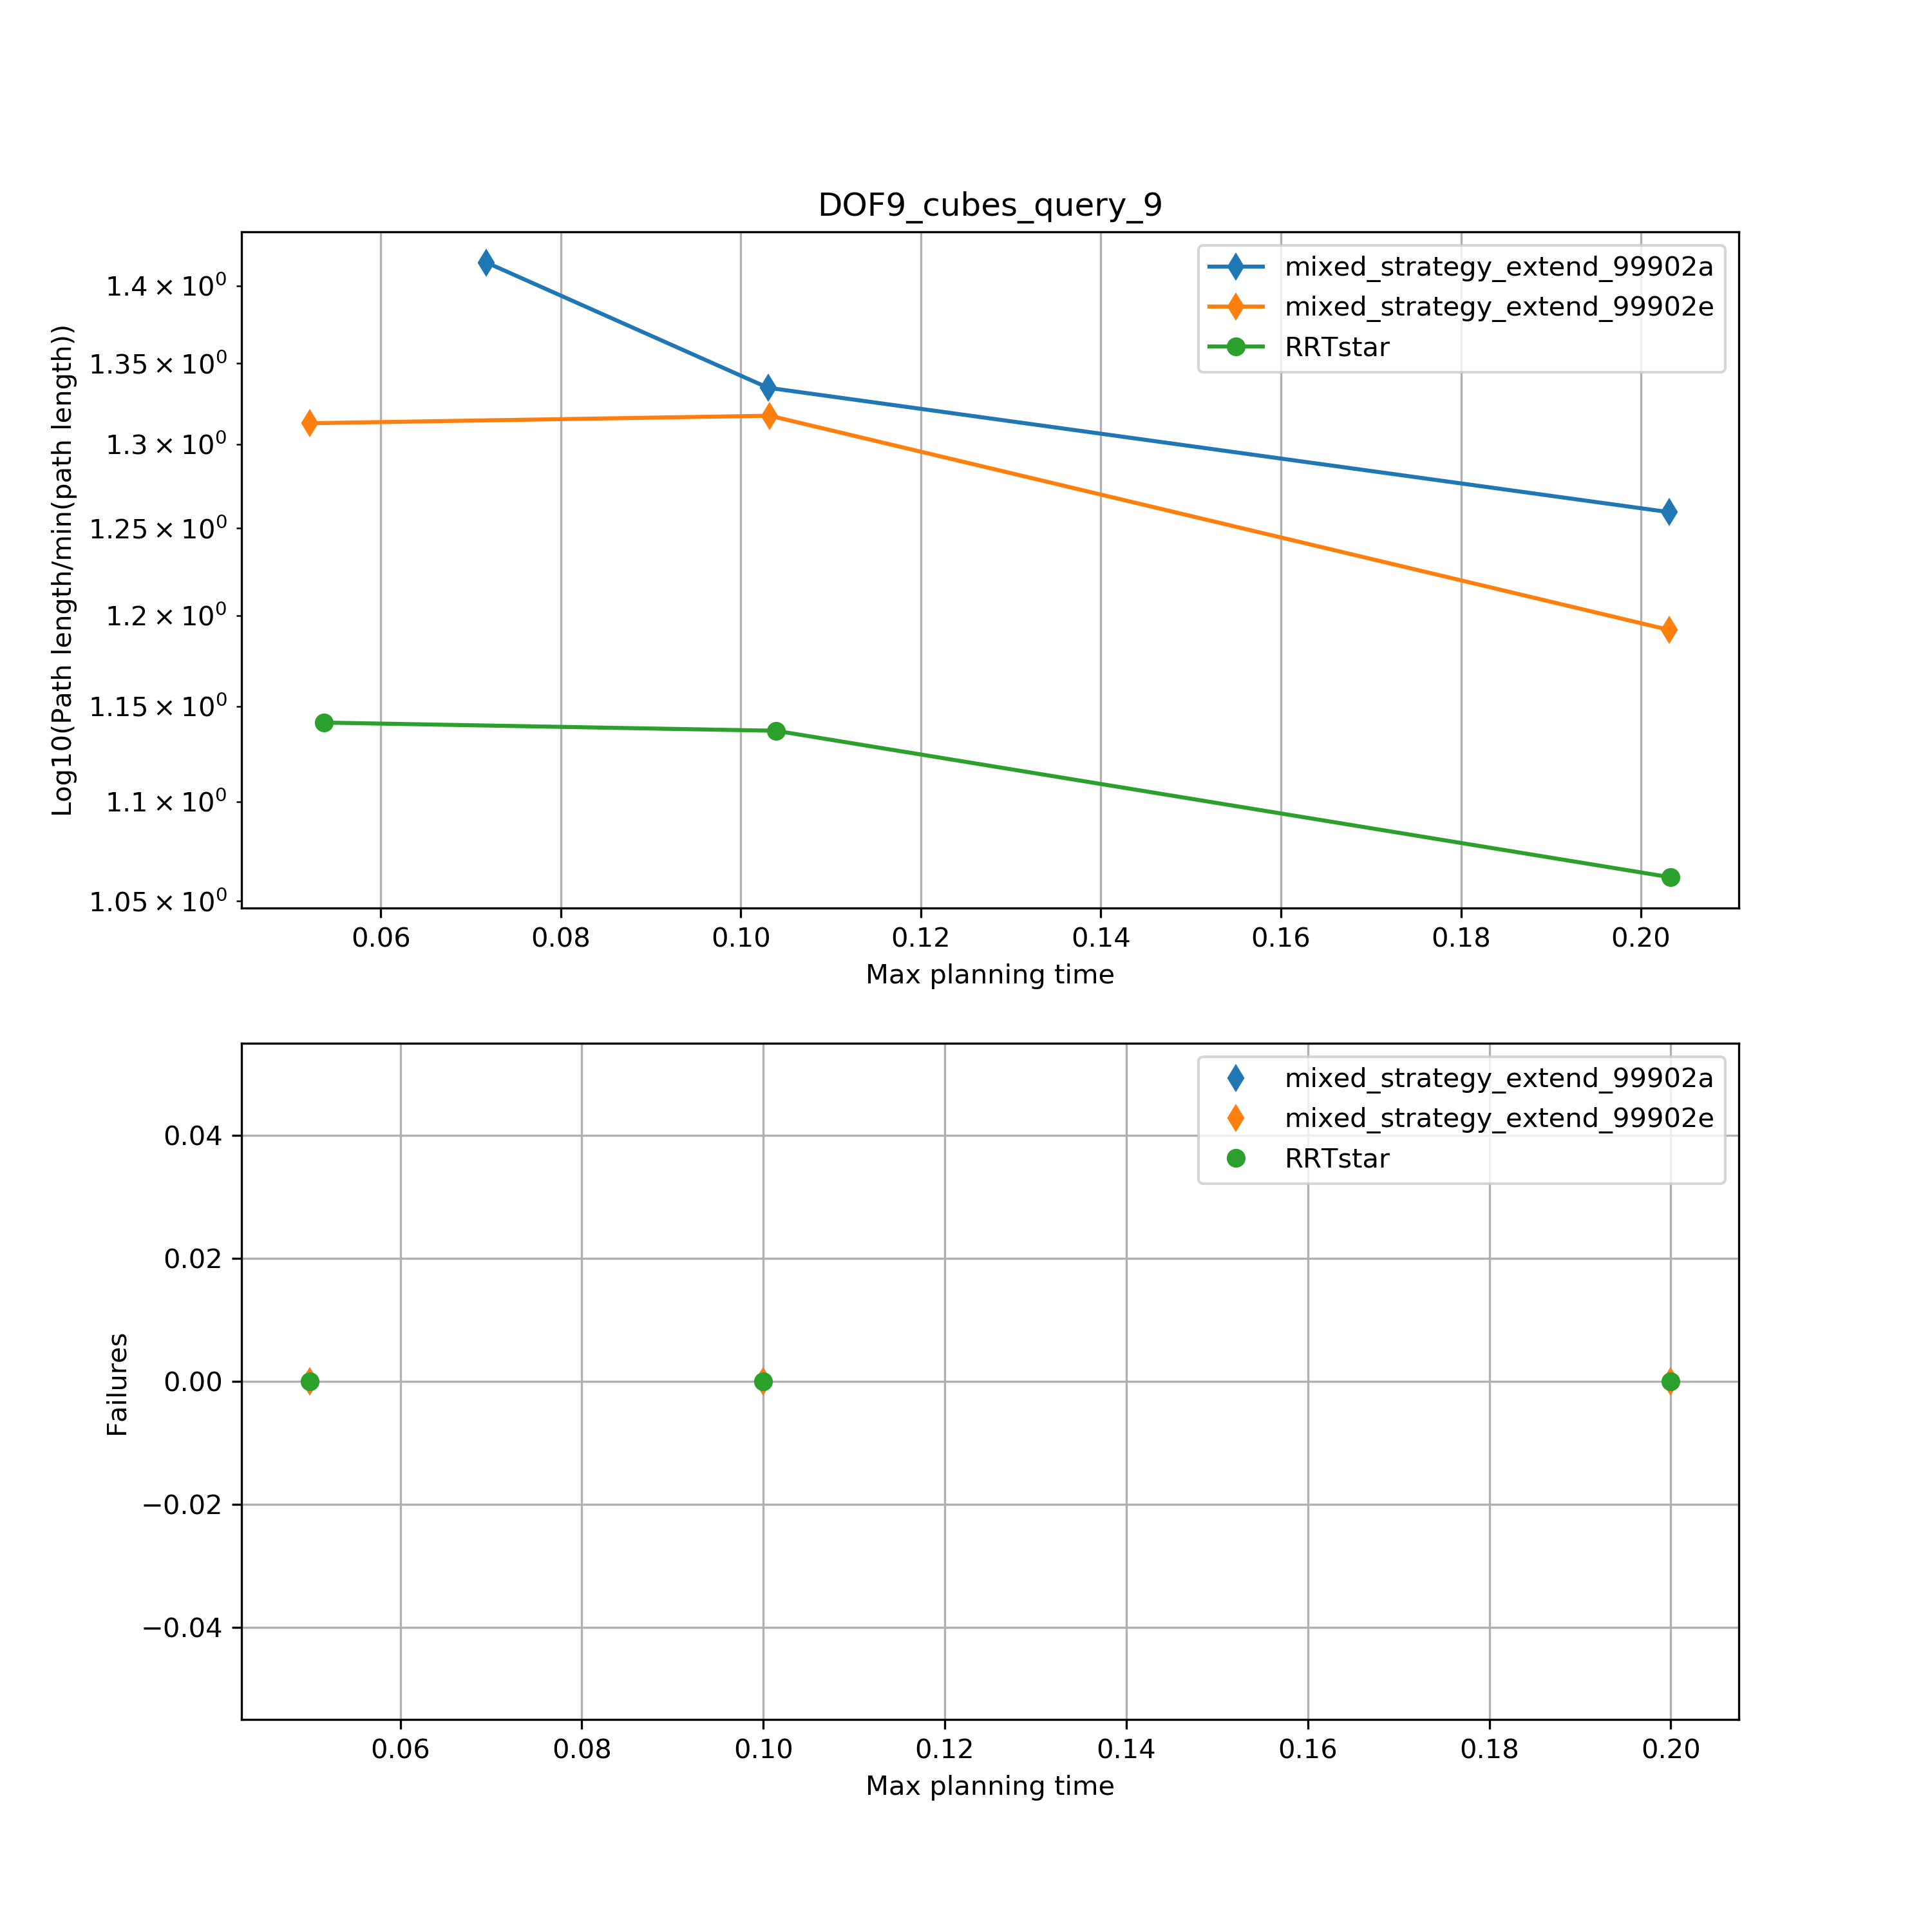 DOF9_cubes_query_9
Log10(Path length/min(path length))
1.4 × 10⁰
1.35 × 10⁰
1.3 × 10⁰
1.25 × 10⁰
1.2 × 10⁰
1.15 × 10⁰
1.1 × 10⁰
1.05 × 10⁰
mixed_strategy_extend_99902a
mixed_strategy_extend_99902e
RRTstar
0.06 0.08 0.10 0.12 0.14 0.16 0.18 0.20
Max planning time
Failures
0.04
0.02
0.00
−0.02
−0.04
mixed_strategy_extend_99902a
mixed_strategy_extend_99902e
RRTstar
0.06 0.08 0.10 0.12 0.14 0.16 0.18 0.20
Max planning time